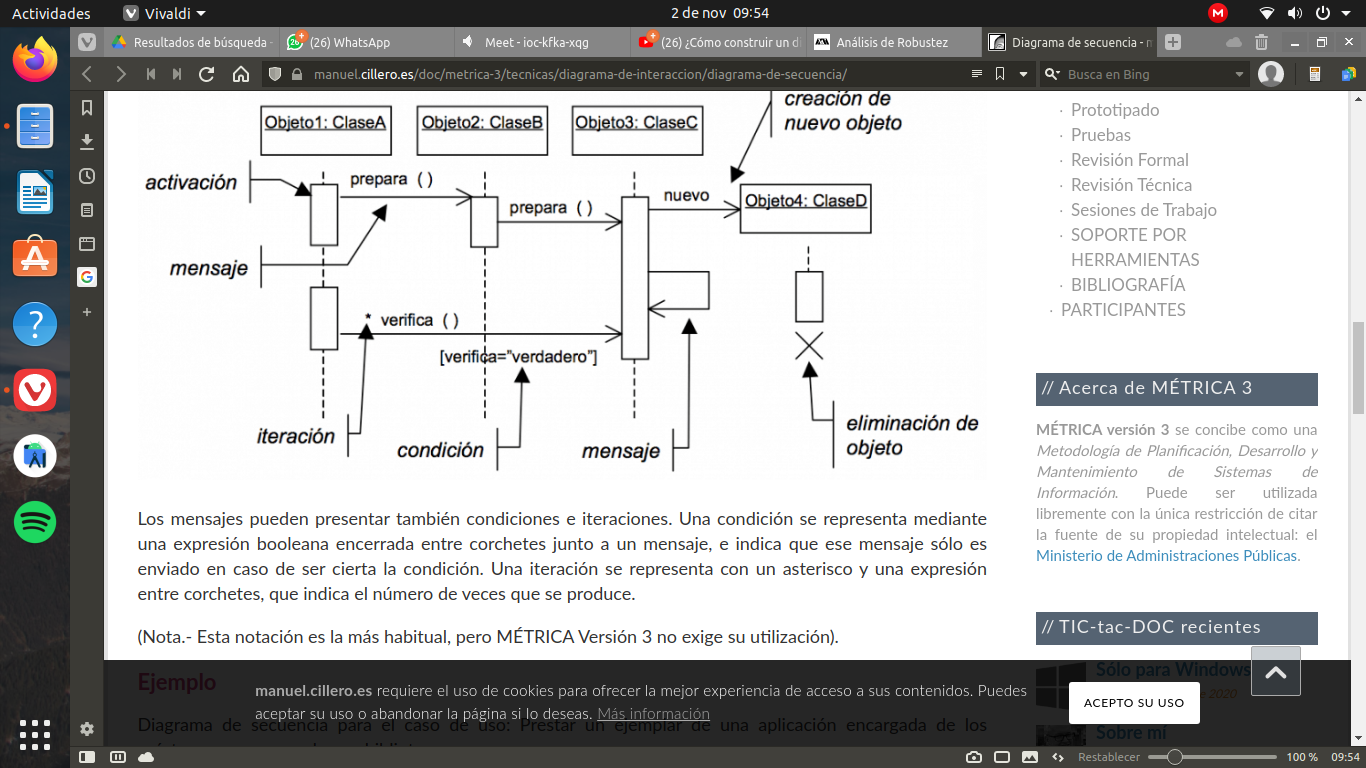 Actividades
Vivaldi
2 de nov 09:54
Resultados de búsqueda -
(26) WhatsApp
Meet - ioc-kfka-xqg
(26) ¿Cómo construir un di
Análisis de Robustez
Diagrama de secuencia - m
manuel.cillero.es/doc/metrica-3/tecnicas/diagrama-de-interaccion/diagrama-de-secuencia/
Busca en Bing
creación de
nuevo objeto
Objeto1: ClaseA
Objeto2: ClaseB
Objeto3: ClaseC
activación
prepara ( )
prepara ( )
nuevo
Objeto4: ClaseD
mensaje
* verifica ( )
[verifica="verdadero"]
iteración
condición
mensaje
eliminación de
objeto
Los mensajes pueden presentar también condiciones e iteraciones. Una condición se representa mediante
una expresión booleana encerrada entre corchetes junto a un mensaje, e indica que ese mensaje sólo es
enviado en caso de ser cierta la condición. Una iteración se representa con un asterisco y una expresión
entre corchetes, que indica el número de veces que se produce.
(Nota.- Esta notación es la más habitual, pero MÉTRICA Versión 3 no exige su utilización).
Ejemplo
Diagrama de secuencia para el caso de uso: Prestar un ejemplar de una aplicación encargada de los
· Prototipado
· Pruebas
· Revisión Formal
· Revisión Técnica
· Sesiones de Trabajo
· SOPORTE POR
HERRAMIENTAS
· BIBLIOGRAFÍA
· PARTICIPANTES
// Acerca de MÉTRICA 3
MÉTRICA versión 3 se concibe como una
Metodología de Planificación, Desarrollo y
Mantenimiento de Sistemas de
Información. Puede ser utilizada
libremente con la única restricción de citar
la fuente de su propiedad intelectual: el
Ministerio de Administraciones Públicas.
// TIC-tac-DOC recientes
Sólo para Windows
2020
Sobre mí
manuel.cillero.es requiere el uso de cookies para ofrecer la mejor experiencia de acceso a sus contenidos. Puedes
aceptar su uso o abandonar la página si lo deseas. Más información
ACEPTO SU USO
Restablecer
100 %
09:54